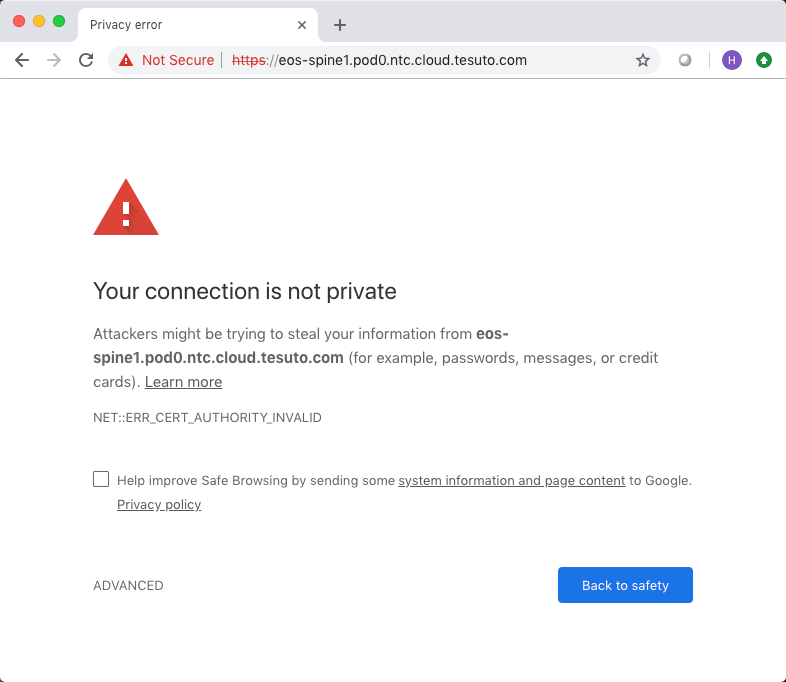 Privacy error
Not Secure | https://eos-spine1.pod0.ntc.cloud.tesuto.com
H
Your connection is not private
Attackers might be trying to steal your information from eos-
spine1.pod0.ntc.cloud.tesuto.com (for example, passwords, messages, or credit
cards). Learn more
NET::ERR_CERT_AUTHORITY_INVALID
Help improve Safe Browsing by sending some system information and page content to Google.
Privacy policy
ADVANCED
Back to safety